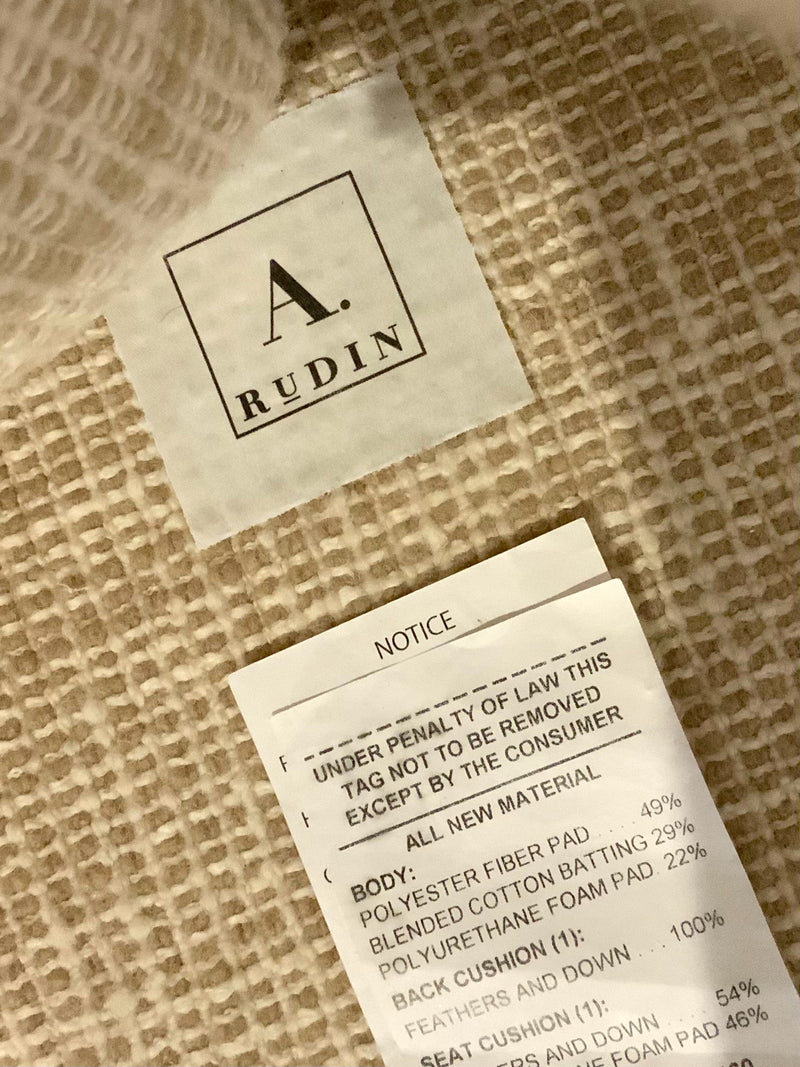 A.
RUDIN
NOTICE
UNDER PENALTY OF LAW THIS
TAG NOT TO BE REMOVED
EXCEPT BY THE CONSUMER
ALL NEW MATERIAL
BODY:
POLYESTER FIBER PAD .... 49%
BLENDED COTTON BATTING 29%
POLYURETHANE FOAM PAD. 22%
BACK CUSHION (1):
FEATHERS AND DOWN ... 100%
SEAT CUSHION (1):
AND DOWN .... 54%
FOAM PAD 46%